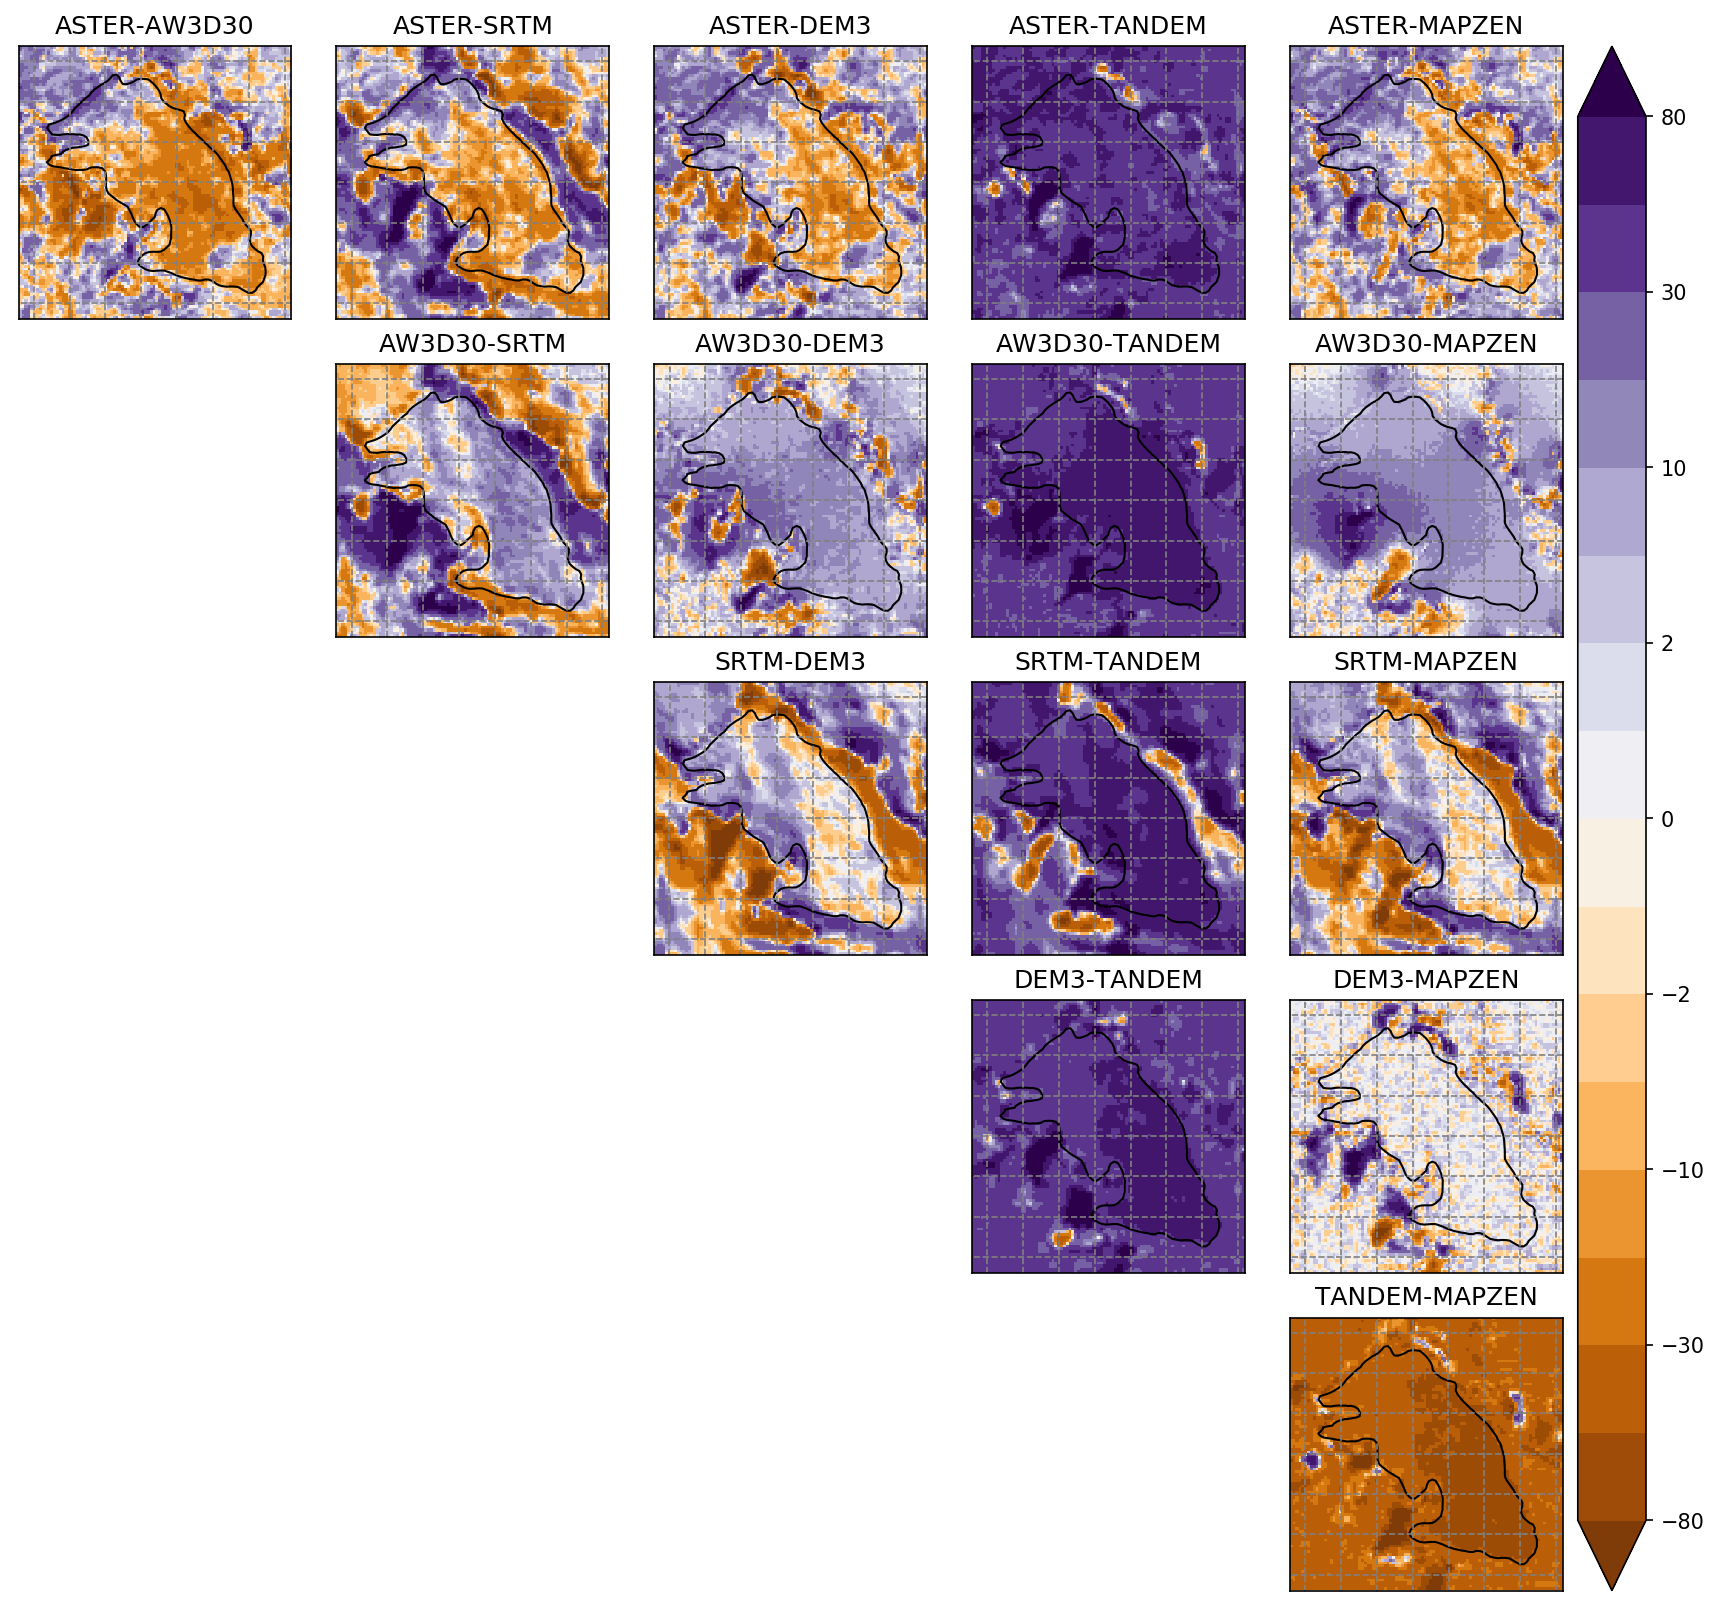 ASTER-AW3D30
ASTER-SRTM
ASTER-DEM3
ASTER-TANDEM
ASTER-MAPZEN
AW3D30-SRTM
AW3D30-DEM3
AW3D30-TANDEM
AW3D30-MAPZEN
SRTM-DEM3
SRTM-TANDEM
SRTM-MAPZEN
DEM3-TANDEM
DEM3-MAPZEN
TANDEM-MAPZEN
80
30
10
2
0
−2
−10
−30
−80